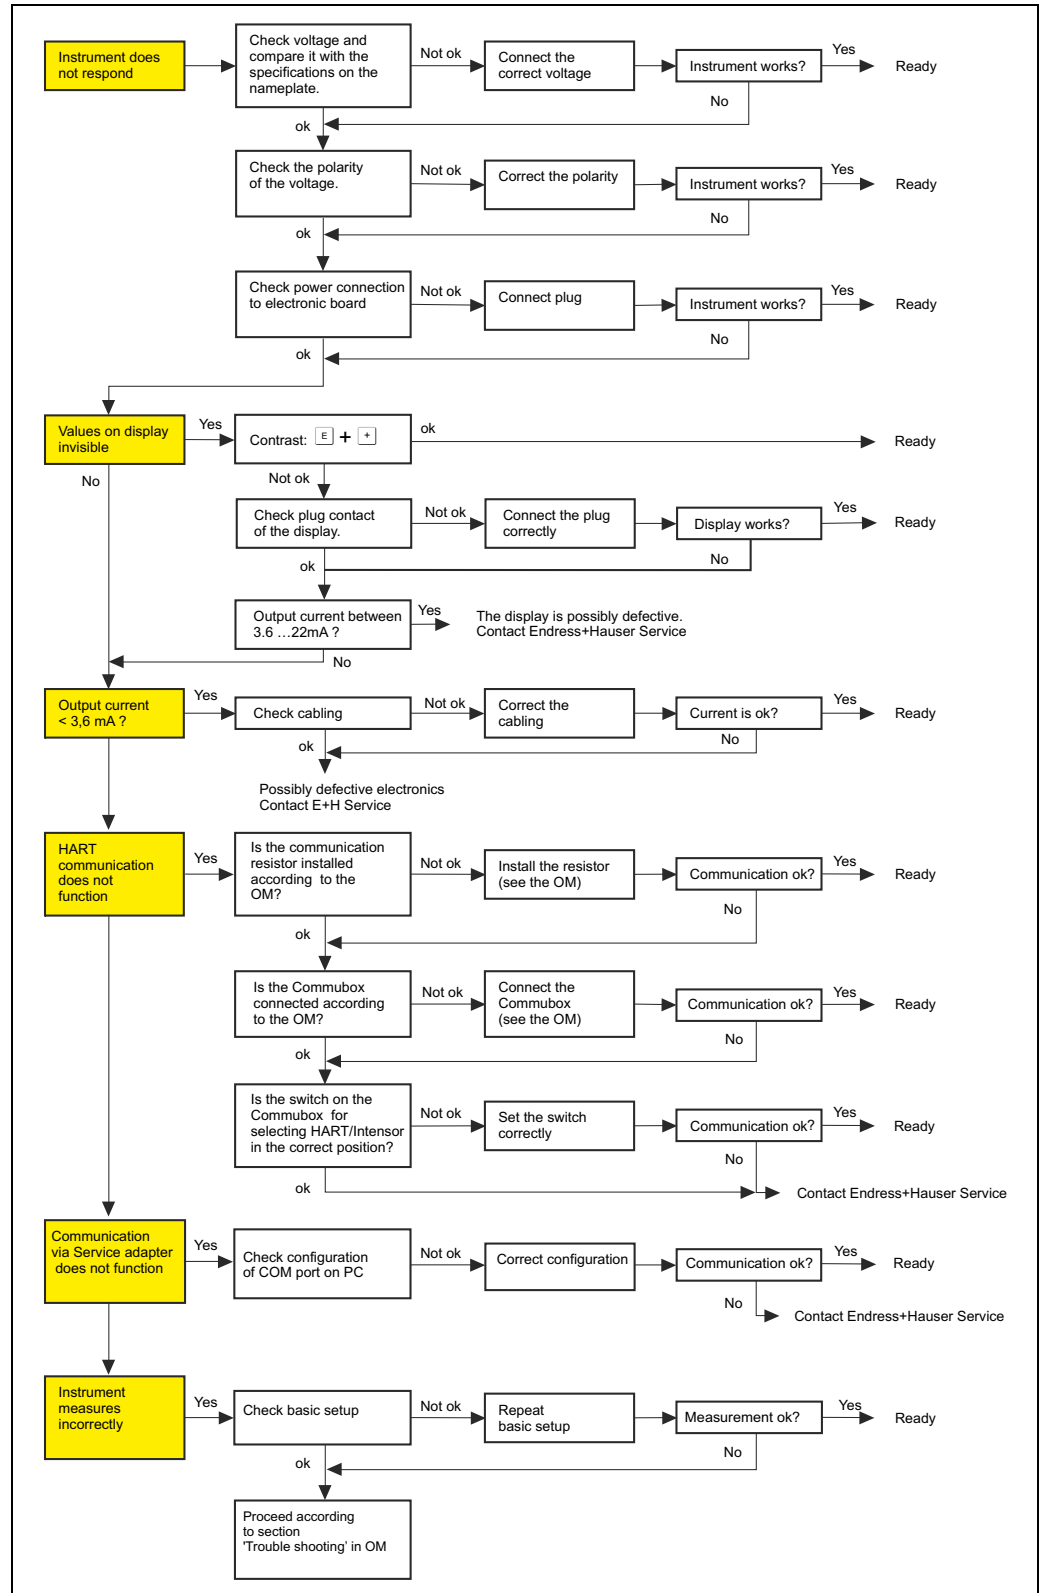 Instrument does
not respond
Check voltage and
compare it with the
specifications on the
nameplate.
Not ok
Connect the
correct voltage
Instrument works?
Yes
Ready
No
ok
Check the polarity
of the voltage.
Not ok
Correct the polarity
Instrument works?
Yes
Ready
No
ok
Check power connection
to electronic board
Not ok
Connect plug
Instrument works?
Yes
Ready
No
ok
Values on display
invisible
Yes
Contrast: E + +
ok
Ready
No
Not ok
Check plug contact
of the display.
Not ok
Connect the plug
correctly
Display works?
Yes
Ready
No
ok
Output current between
3.6 …22mA ?
Yes
The display is possibly defective.
Contact Endress+Hauser Service
No
Output current
< 3,6 mA ?
Yes
Check cabling
Not ok
Correct the
cabling
Current is ok?
Yes
Ready
No
ok
Possibly defective electronics
Contact E+H Service
HART
communication
does not
function
Yes
Is the communication
resistor installed
according to the
OM?
Not ok
Install the resistor
(see the OM)
Communication ok?
Yes
Ready
No
ok
Is the Commubox
connected according
to the OM?
Not ok
Connect the
Commubox
(see the OM)
Communication ok?
Yes
Ready
No
ok
Is the switch on the
Commubox for
selecting HART/Intensor
in the correct position?
Not ok
Set the switch
correctly
Communication ok?
Yes
Ready
No
ok
Contact Endress+Hauser Service
Communication
via Service adapter
does not function
Yes
Check configuration
of COM port on PC
Not ok
Correct configuration
Communication ok?
Yes
Ready
No
Contact Endress+Hauser Service
Instrument
measures
incorrectly
Yes
Check basic setup
Not ok
Repeat
basic setup
Measurement ok?
Yes
Ready
No
ok
Proceed according
to section
'Trouble shooting' in OM